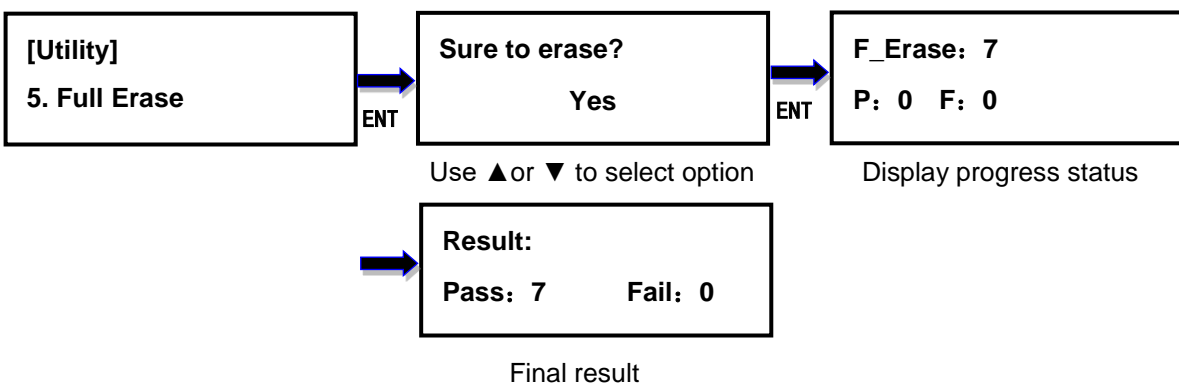 [Utility]
5. Full Erase
ENT
Sure to erase?
Yes
ENT
F_Erase：7
P：0 F：0
Use ▲or ▼ to select option
Display progress status
Result:
Pass：7 Fail：0
Final result